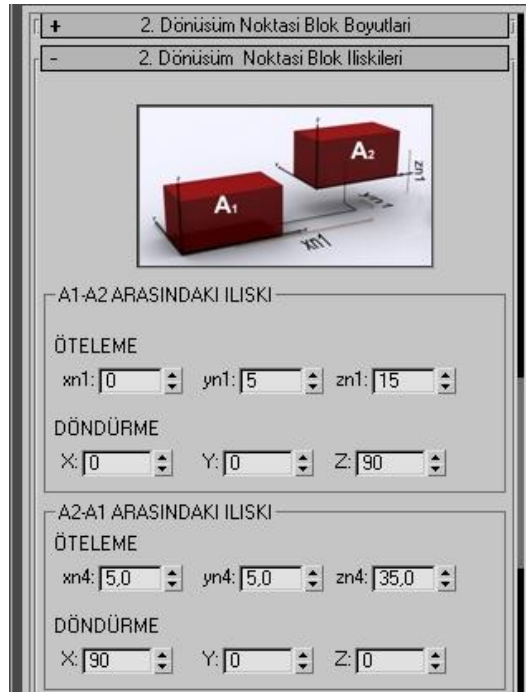 + 2. Dönüsüm Noktasi Blok Boyutlari
- 2. Dönüsüm Noktasi Blok Iliskileri
A2
A1
zn1
yn1
xn1
A1-A2 ARASINDAKI ILISKI
ÖTELEME
xn1: 0 yn1: 5 zn1: 15
DÖNDÜRME
X: 0 Y: 0 Z: 90
A2-A1 ARASINDAKI ILISKI
ÖTELEME
xn4: 5,0 yn4: 5,0 zn4: 35,0
DÖNDÜRME
X: 90 Y: 0 Z: 0